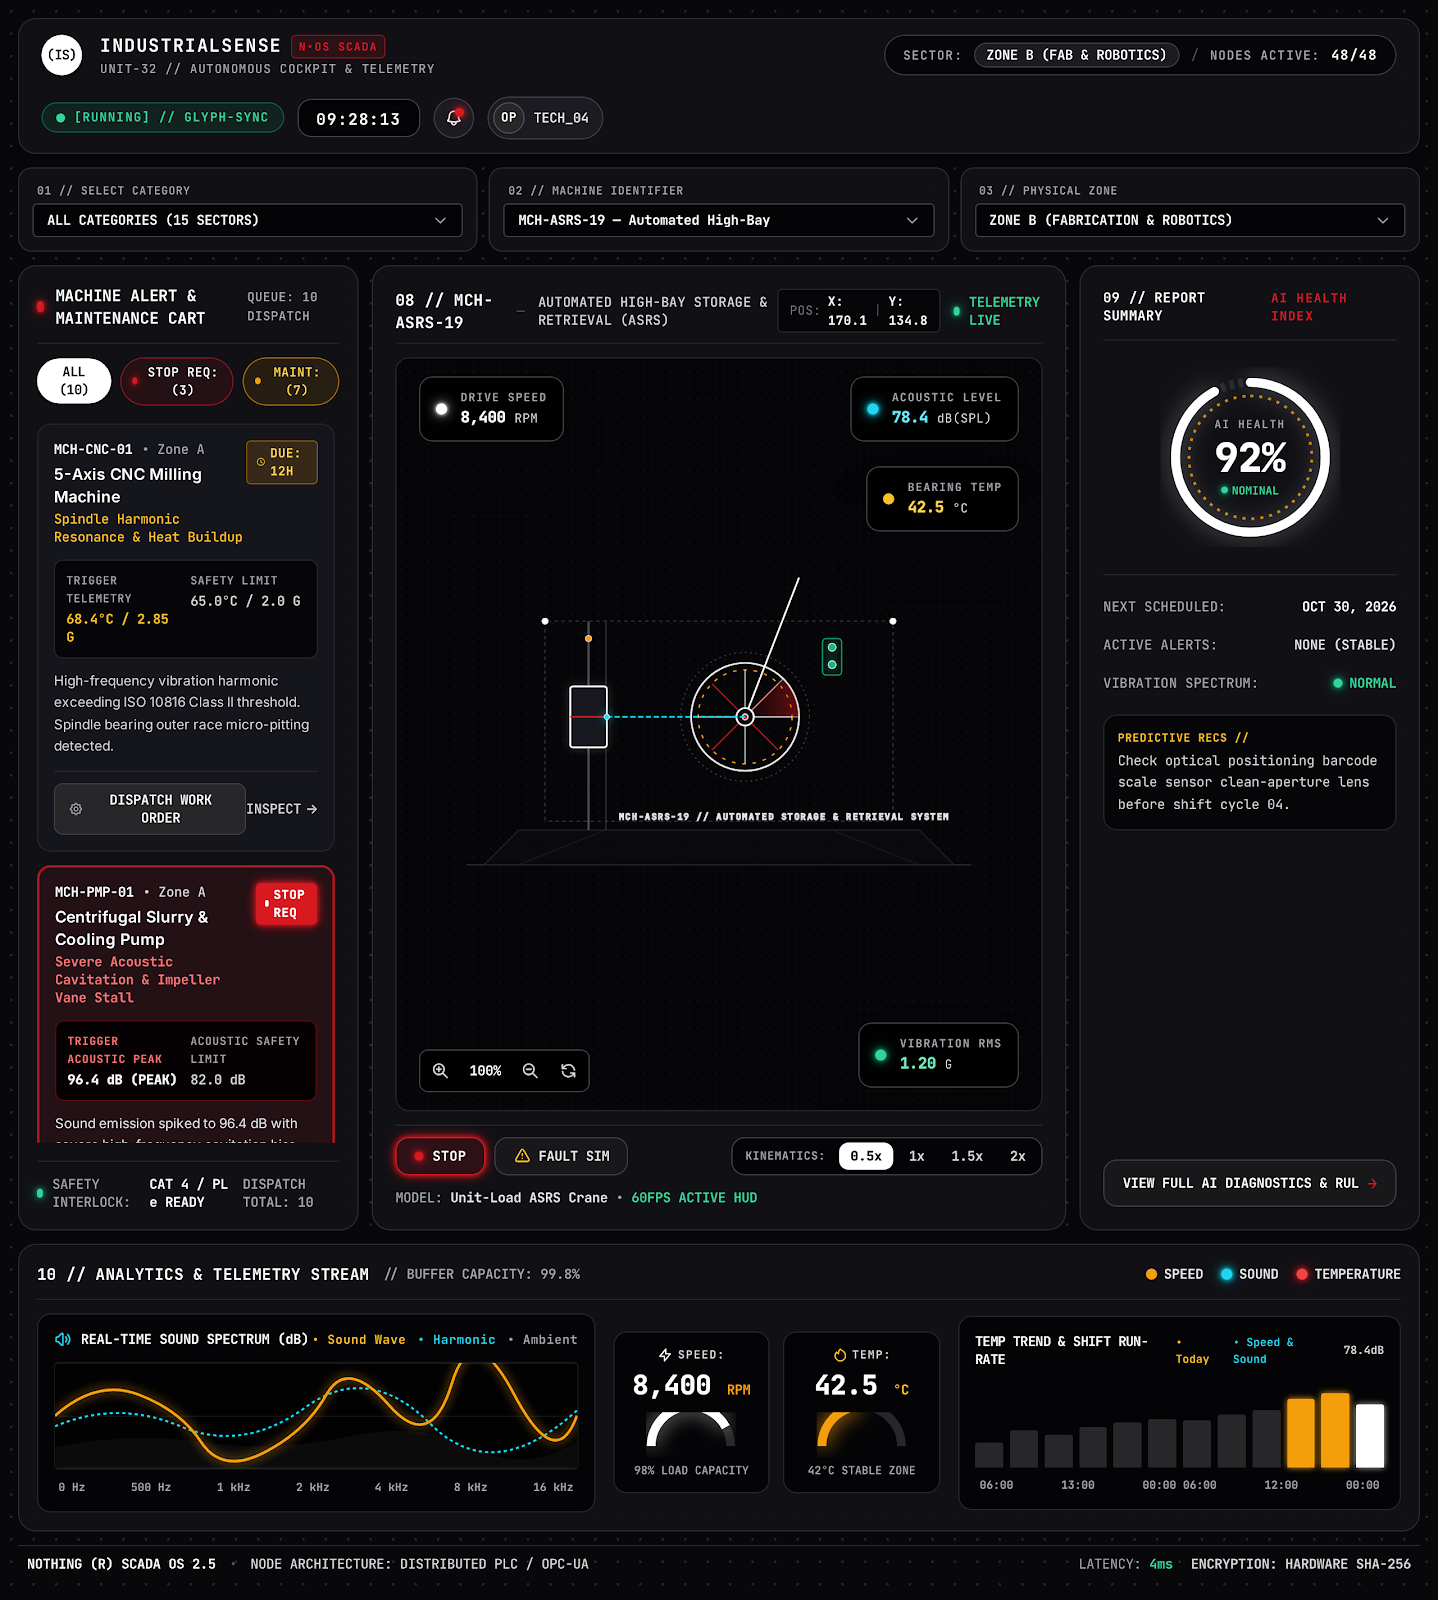 (IS)
INDUSTRIALSENSE
N-OS SCADA
UNIT-32 // AUTONOMOUS COCKPIT & TELEMETRY
SECTOR: ZONE B (FAB & ROBOTICS) / NODES ACTIVE: 48/48
[RUNNING] // GLYPH-SYNC
09:28:13
OP TECH_04
01 // SELECT CATEGORY
ALL CATEGORIES (15 SECTORS)
02 // MACHINE IDENTIFIER
MCH-ASRS-19 — Automated High-Bay
03 // PHYSICAL ZONE
ZONE B (FABRICATION & ROBOTICS)
MACHINE ALERT &
MAINTENANCE CART
QUEUE: 10
DISPATCH
ALL
(10)
STOP REQ:
(3)
MAINT:
(7)
MCH-CNC-01 • Zone A
DUE:
12H
5-Axis CNC Milling
Machine
Spindle Harmonic
Resonance & Heat Buildup
TRIGGER
TELEMETRY
68.4°C / 2.85
G
SAFETY LIMIT
65.0°C / 2.0 G
High-frequency vibration harmonic
exceeding ISO 10816 Class II threshold.
Spindle bearing outer race micro-pitting
detected.
DISPATCH WORK
ORDER
INSPECT →
MCH-PMP-01 • Zone A
STOP
REQ
Centrifugal Slurry &
Cooling Pump
Severe Acoustic
Cavitation & Impeller
Vane Stall
TRIGGER
ACOUSTIC PEAK
96.4 dB (PEAK)
ACOUSTIC SAFETY
LIMIT
82.0 dB
Sound emission spiked to 96.4 dB with
severe high-frequency cavitation hiss
SAFETY
INTERLOCK:
CAT 4 / PL
e READY
DISPATCH
TOTAL: 10
08 // MCH-
ASRS-19
—
AUTOMATED HIGH-BAY STORAGE &
RETRIEVAL (ASRS)
POS:
X:
170.1
|
Y:
134.8
TELEMETRY
LIVE
DRIVE SPEED
8,400 RPM
ACOUSTIC LEVEL
78.4 dB(SPL)
BEARING TEMP
42.5 °C
MCH-ASRS-19 // AUTOMATED STORAGE & RETRIEVAL SYSTEM
VIBRATION RMS
1.20 G
100%
STOP
FAULT SIM
KINEMATICS: 0.5x 1x 1.5x 2x
MODEL: Unit-Load ASRS Crane • 60FPS ACTIVE HUD
09 // REPORT
SUMMARY
AI HEALTH
INDEX
AI HEALTH
92%
NOMINAL
NEXT SCHEDULED: OCT 30, 2026
ACTIVE ALERTS: NONE (STABLE)
VIBRATION SPECTRUM: NORMAL
PREDICTIVE RECS //
Check optical positioning barcode
scale sensor clean-aperture lens
before shift cycle 04.
VIEW FULL AI DIAGNOSTICS & RUL →
10 // ANALYTICS & TELEMETRY STREAM // BUFFER CAPACITY: 99.8%
SPEED SOUND TEMPERATURE
REAL-TIME SOUND SPECTRUM (dB) • Sound Wave • Harmonic • Ambient
0 Hz 500 Hz 1 kHz 2 kHz 4 kHz 8 kHz 16 kHz
SPEED:
8,400 RPM
98% LOAD CAPACITY
TEMP:
42.5 °C
42°C STABLE ZONE
TEMP TREND & SHIFT RUN-
RATE
•
Today
• Speed &
Sound
78.4dB
06:00 13:00 00:00 06:00 12:00 00:00
NOTHING (R) SCADA OS 2.5 • NODE ARCHITECTURE: DISTRIBUTED PLC / OPC-UA
LATENCY: 4ms ENCRYPTION: HARDWARE SHA-256